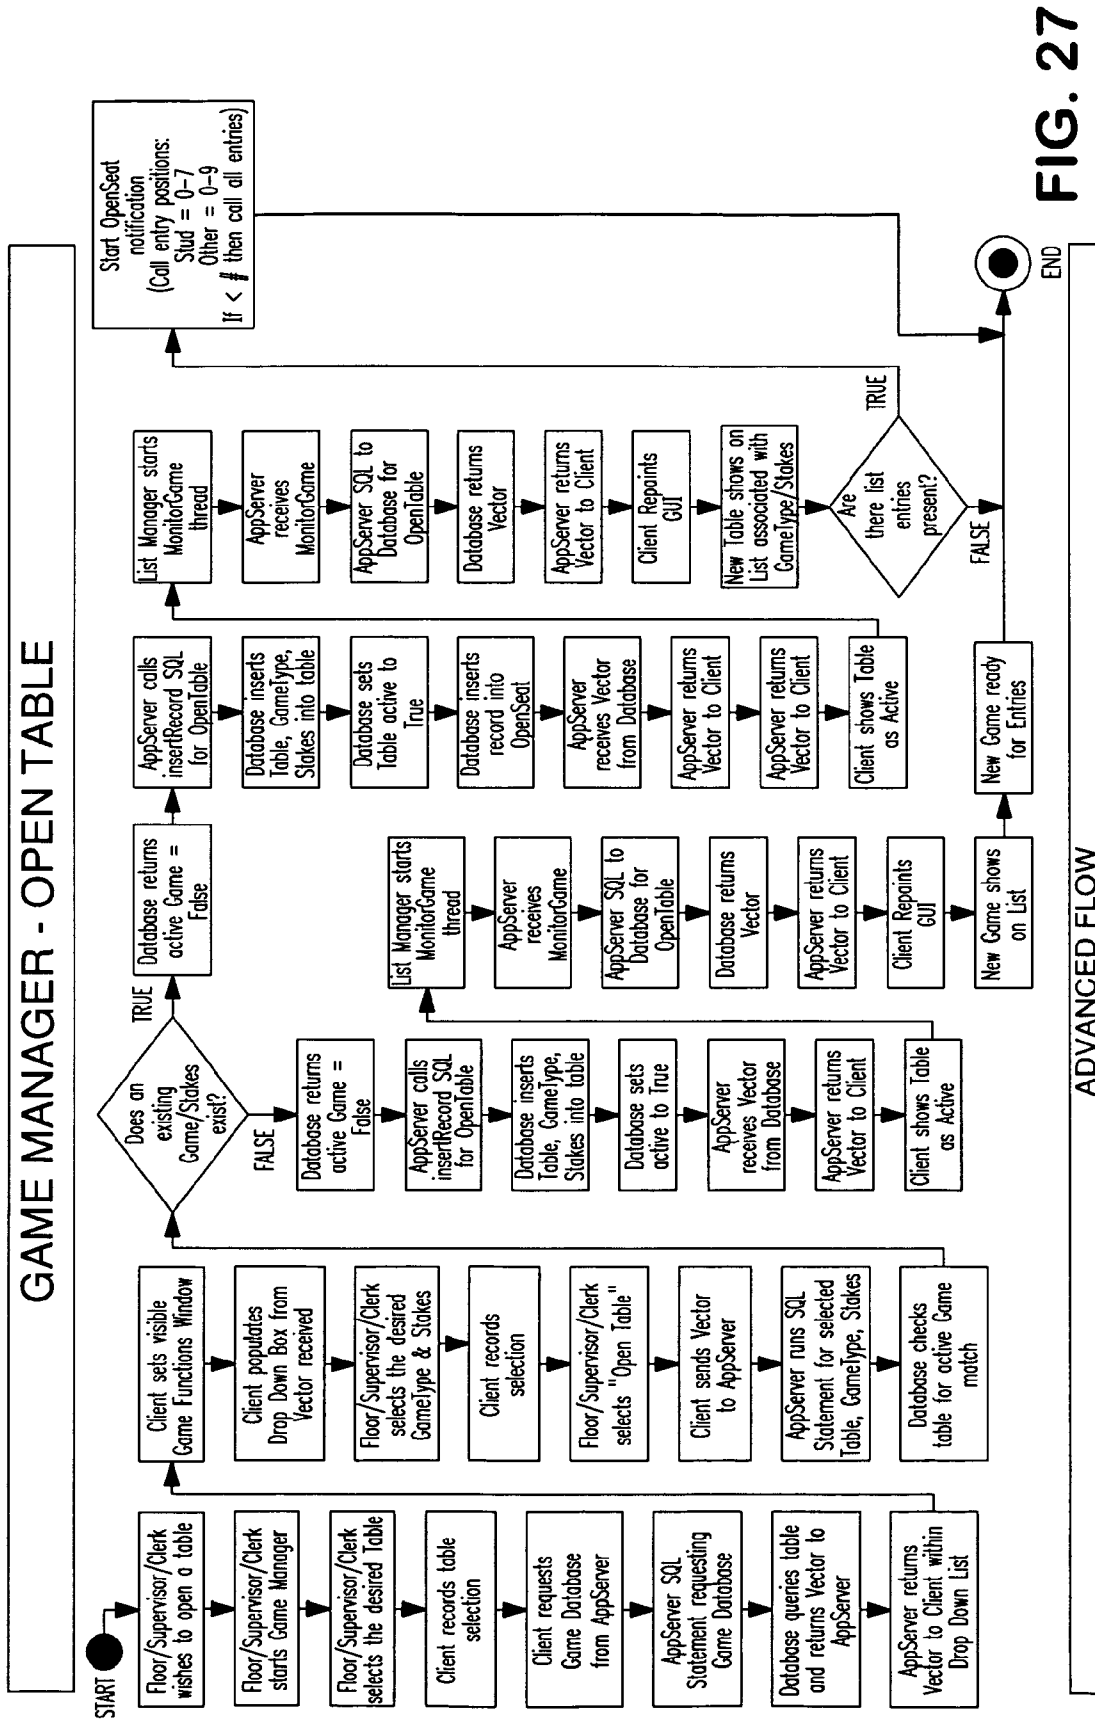 GAME MANAGER - OPEN TABLE
START
Floor/Supervisor/Clerk
wishes to open a table
Floor/Supervisor/Clerk
starts Game Manager
Floor/Supervisor/Clerk
selects the desired Table
Client records table
selection
Client requests
Game Database
from AppServer
AppServer SQL
Statement requesting
Game Database
Database queries table
and returns Vector to
AppServer
AppServer returns
Vector to Client within
Drop Down List
Client sets visible
Game Functions Window
Client populates
Drop Down Box from
Vector received
Floor/Supervisor/Clerk
selects the desired
GameType & Stakes
Client records
selection
Floor/Supervisor/Clerk
selects "Open Table"
Client sends Vector
to AppServer
AppServer runs SQL
Statement for selected
Table, GameType, Stakes
Database checks
table for active Game
match
Does an
existing
Game/Stakes
exist?
TRUE
FALSE
Database returns
active Game =
False
AppServer calls
insertRecord SQL
for OpenTable
Database inserts
Table, GameType,
Stakes into table
Database sets
active to True
AppServer
receives Vector
from Database
AppServer returns
Vector to Client
Client shows Table
as Active
Database returns
active Game =
False
List Manager starts
MonitorGame
thread
AppServer
receives
MonitorGame
AppServer SQL to
Database for
OpenTable
Database returns
Vector
AppServer returns
Vector to Client
Client Repaints
GUI
New Game shows
on List
AppServer calls
insertRecord SQL
for OpenTable
Database inserts
Table, GameType,
Stakes into table
Database sets
Table active to
True
Database inserts
record into
OpenSeat
AppServer
receives Vector
from Database
AppServer returns
Vector to Client
AppServer returns
Vector to Client
Client shows Table
as Active
New Game ready
for Entries
List Manager starts
MonitorGame
thread
AppServer
receives
MonitorGame
AppServer SQL to
Database for
OpenTable
Database returns
Vector
AppServer returns
Vector to Client
Client Repaints
GUI
New Table shows on
List associated with
GameType/Stakes
Are
there list
entries
present?
TRUE
FALSE
Start OpenSeat
notification
(Call entry positions:
Stud = 0-7
Other = 0-9
If < # then call all entries)
END
ADVANCED FLOW
FIG. 27